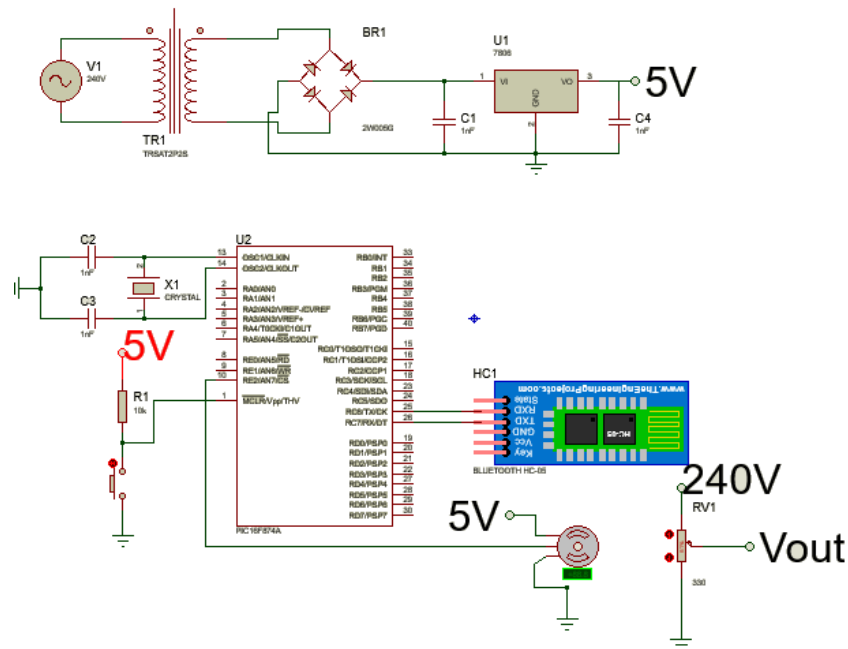 BR1
U1
7806
V1
240V
1 VI VO 3
5V
GND
2
C1
1nF
C4
1nF
2W005G
TR1
TRSAT2P2S
C2
1nF
U2
13 OSC1/CLKIN RB0/INT 33
14 OSC2/CLKOUT RB1 34
RB2 35
2 RA0/AN0 RB3/PGM 36
3 RA1/AN1 RB4 37
4 RA2/AN2/VREF-/CVREF RB5 38
5 RA3/AN3/VREF+ RB6/PGC 39
6 RA4/T0CKI/C1OUT RB7/PGD 40
7 RA5/AN4/SS/C2OUT
RC0/T1OSO/T1CKI 15
8 RE0/AN5/RD RC1/T1OSI/CCP2 16
9 RE1/AN6/WR RC2/CCP1 17
10 RE2/AN7/CS RC3/SCK/SCL 18
RC4/SDI/SDA 23
1 MCLR/Vpp/THV RC5/SDO 24
RC6/TX/CK 25
RC7/RX/DT 26
RD0/PSP0 19
RD1/PSP1 20
RD2/PSP2 21
RD3/PSP3 22
RD4/PSP4 27
RD5/PSP5 28
RD6/PSP6 29
RD7/PSP7 30
PIC16F874A
2
X1
CRYSTAL
1
C3
1nF
5V
R1
10k
HC1
www.TheEngineeringProjects.com
State
RXD
TXD
GND
Vcc
Key
HC-05
BLUETOOTH HC-05
240V
RV1
5V
Vout
330